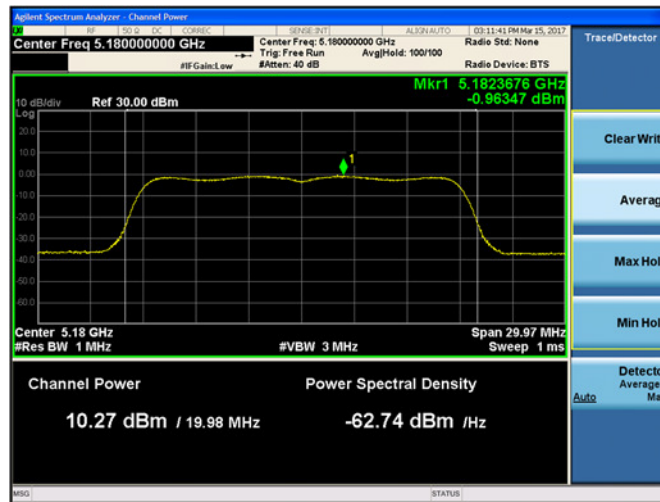 Agilent Spectrum Analyzer - Channel Power
RF 50 Ω DC CORREC SENSE:INT ALIGN AUTO 03:11:41 PM Mar 15, 2017
Center Freq 5.180000000 GHz
Center Freq: 5.180000000 GHz
Radio Std: None
Trig: Free Run Avg|Hold: 100/100
#IFGain:Low #Atten: 40 dB Radio Device: BTS
Trace/Detector
Mkr1 5.1823676 GHz
-0.96347 dBm
10 dB/div Ref 30.00 dBm
Log
20.0
10.0
0.00
-10.0
-20.0
-30.0
-40.0
-50.0
-60.0
1
Center 5.18 GHz Span 29.97 MHz
#Res BW 1 MHz #VBW 3 MHz Sweep 1 ms
Channel Power Power Spectral Density
10.27 dBm / 19.98 MHz -62.74 dBm /Hz
Clear Writ
Averag
Max Hol
Min Hol
Detecto
Average
Auto Ma
MSG STATUS